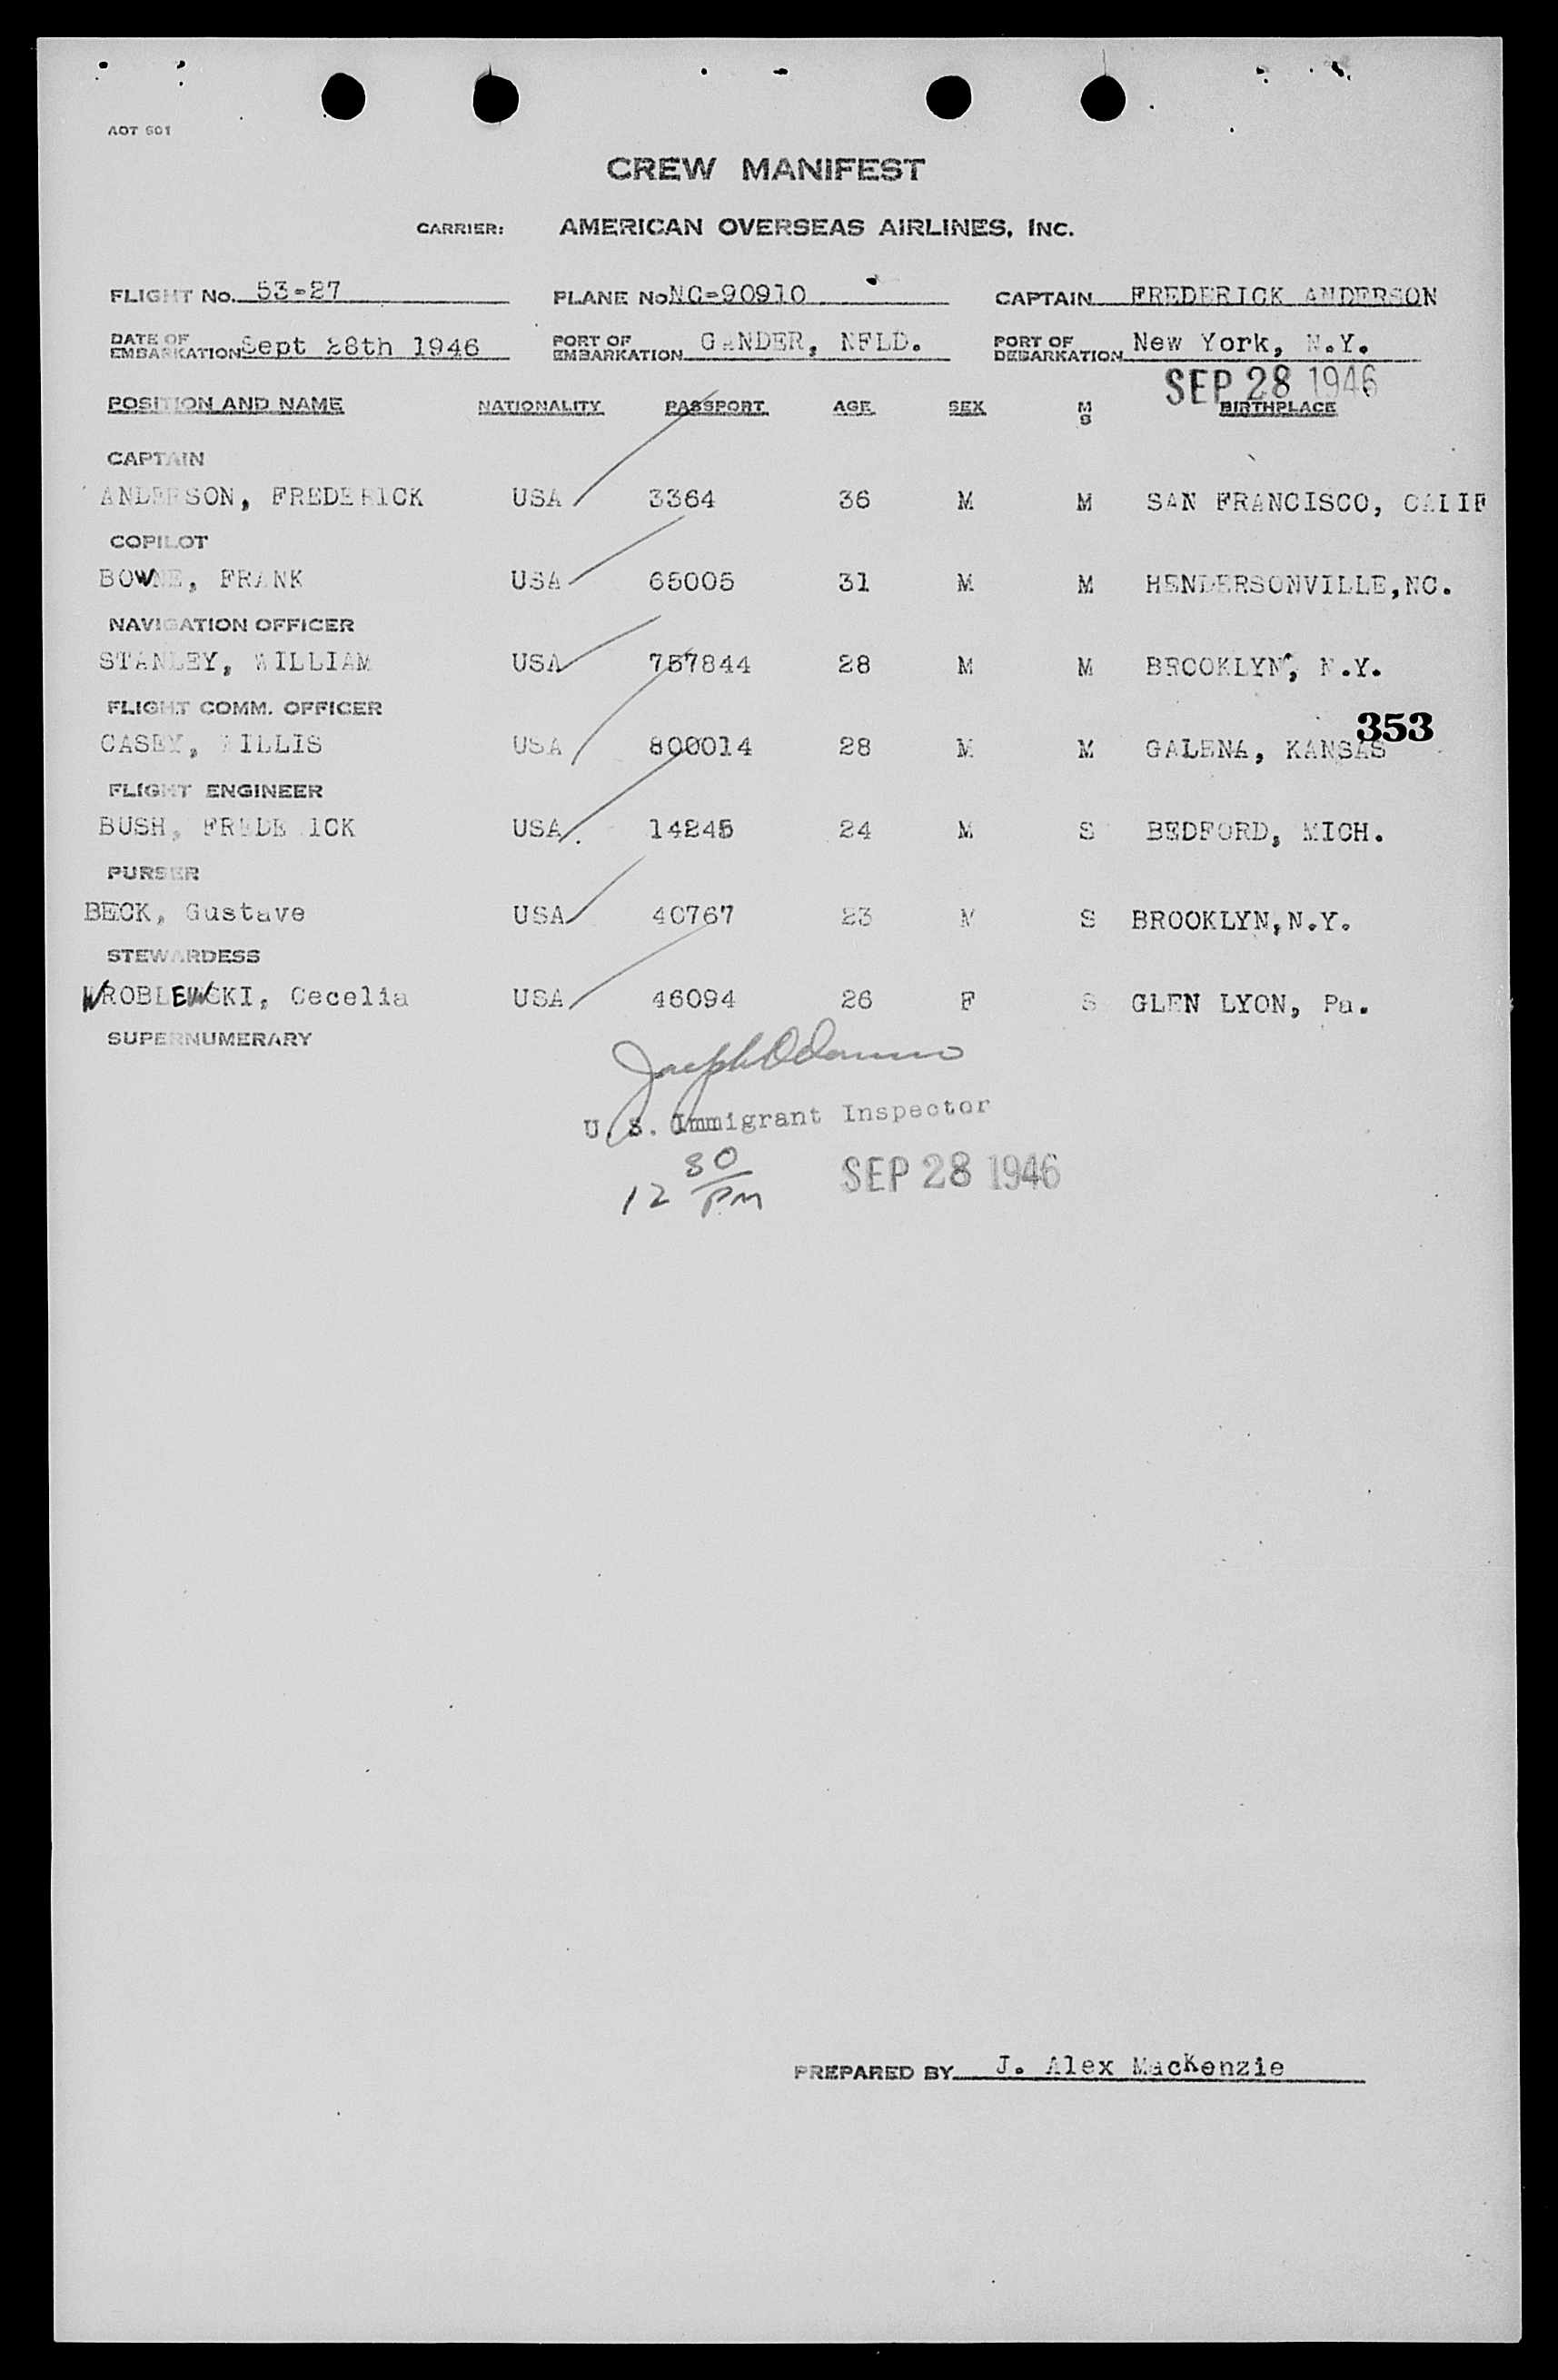 AOT 601
CREW MANIFEST
CARRIER: AMERICAN OVERSEAS AIRLINES, INC.
FLIGHT No. 53-27 PLANE No. NC-90910 CAPTAIN FREDERICK ANDERSON
DATE OF EMBARKATION Sept 28th 1946 PORT OF EMBARKATION GANDER, NFLD. PORT OF DEBARKATION New York, N.Y.
SEP 28 1946
POSITION AND NAME NATIONALITY PASSPORT AGE SEX M S BIRTHPLACE
CAPTAIN
ANDERSON, FREDERICK USA 3364 36 M M SAN FRANCISCO, CALIF
COPILOT
BOWNE, FRANK USA 65005 31 M M HENDERSONVILLE,NC.
NAVIGATION OFFICER
STANLEY, WILLIAM USA 757844 28 M M BROOKLYN, N.Y.
FLIGHT COMM. OFFICER
353
CASEY, WILLIS USA 800014 28 M M GALENA, KANSAS
FLIGHT ENGINEER
BUSH, FREDERICK USA 14245 24 M S BEDFORD, MICH.
PURSER
BECK, Gustave USA 40767 23 M S BROOKLYN,N.Y.
STEWARDESS
WROBLEWSKI, Cecelia USA 46094 26 F S GLEN LYON, Pa.
SUPERNUMERARY
U. S. Immigrant Inspector
12 30 PM SEP 28 1946
PREPARED BY J. Alex MacKenzie